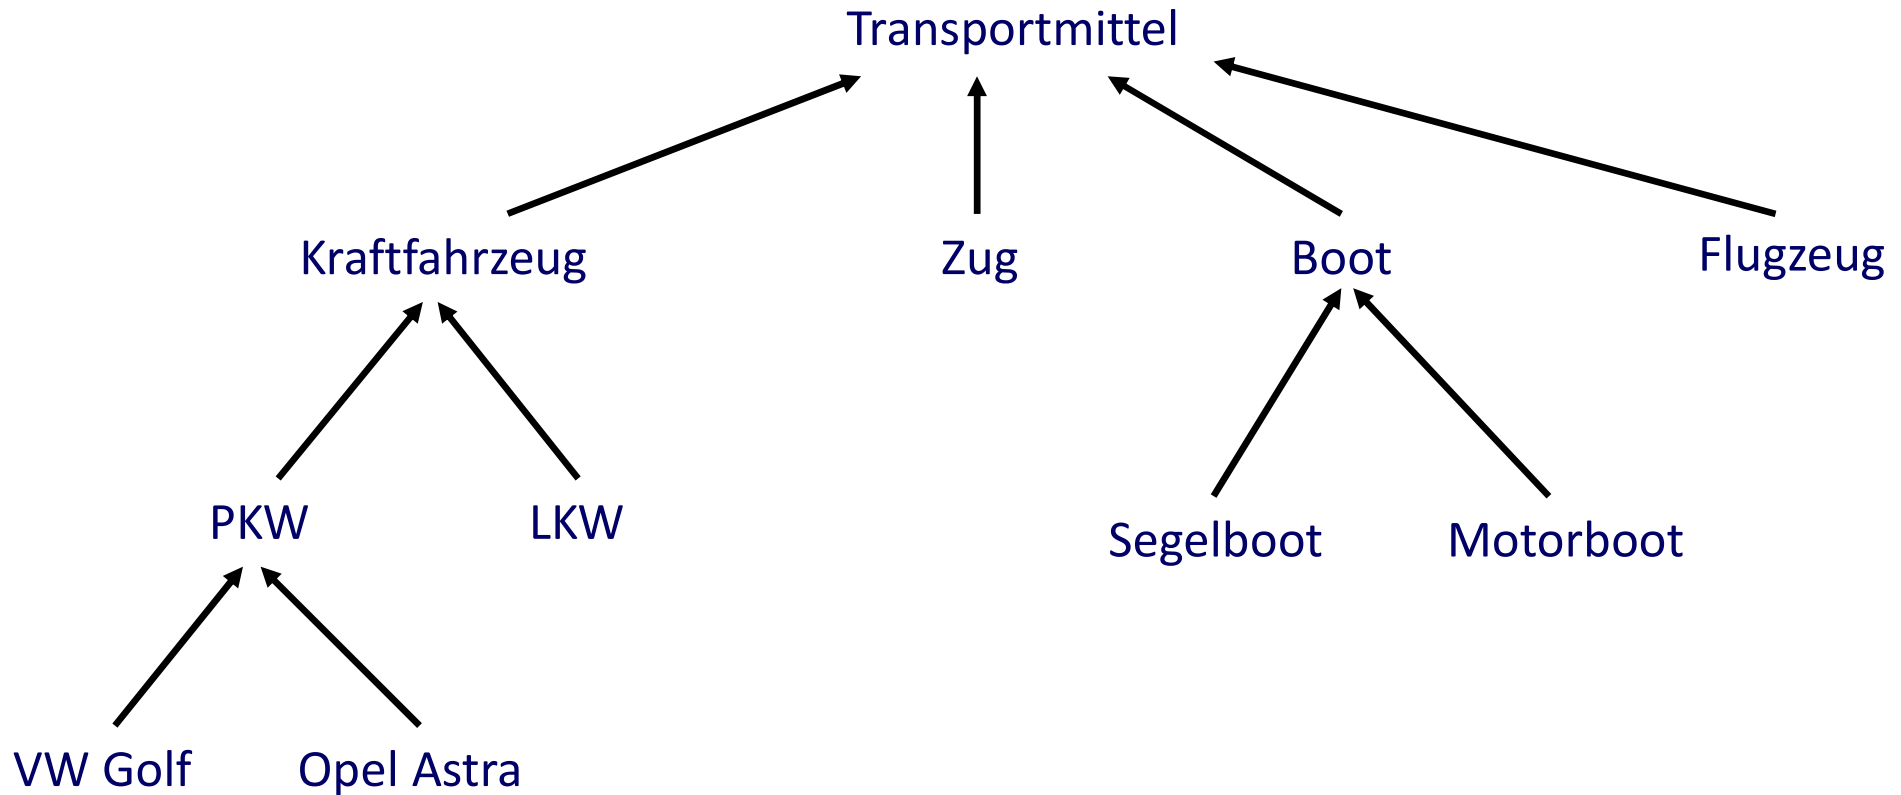 Transportmittel
Kraftfahrzeug
Zug
Boot
Flugzeug
PKW
LKW
Segelboot
Motorboot
VW Golf
Opel Astra